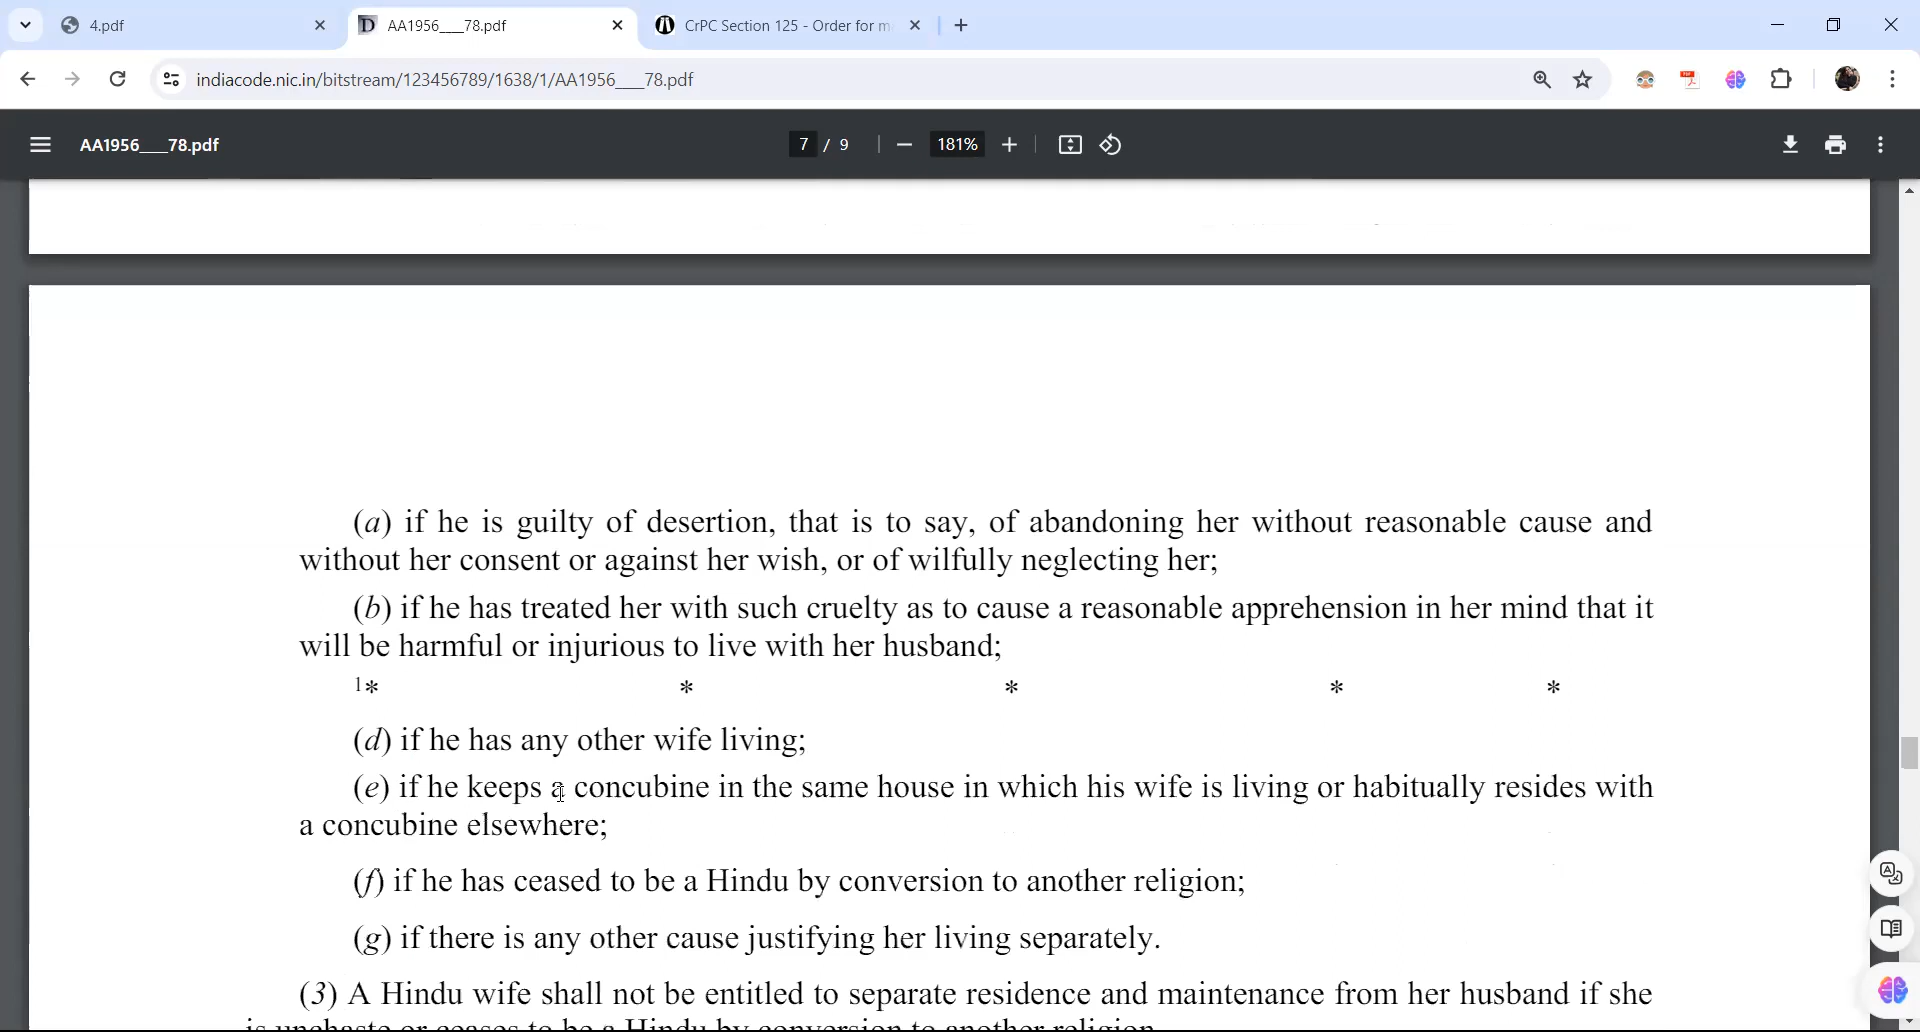 4.pdf
AA1956___78.pdf
CrPC Section 125 - Order for m
indiacode.nic.in/bitstream/123456789/1638/1/AA1956___78.pdf
AA1956___78.pdf
7 / 9
181%
(a) if he is guilty of desertion, that is to say, of abandoning her without reasonable cause and
without her consent or against her wish, or of wilfully neglecting her;
(b) if he has treated her with such cruelty as to cause a reasonable apprehension in her mind that it
will be harmful or injurious to live with her husband;
1* * * * *
(d) if he has any other wife living;
(e) if he keeps a concubine in the same house in which his wife is living or habitually resides with
a concubine elsewhere;
(f) if he has ceased to be a Hindu by conversion to another religion;
(g) if there is any other cause justifying her living separately.
(3) A Hindu wife shall not be entitled to separate residence and maintenance from her husband if she
is unchaste or ceases to be a Hindu by conversion to another religion.